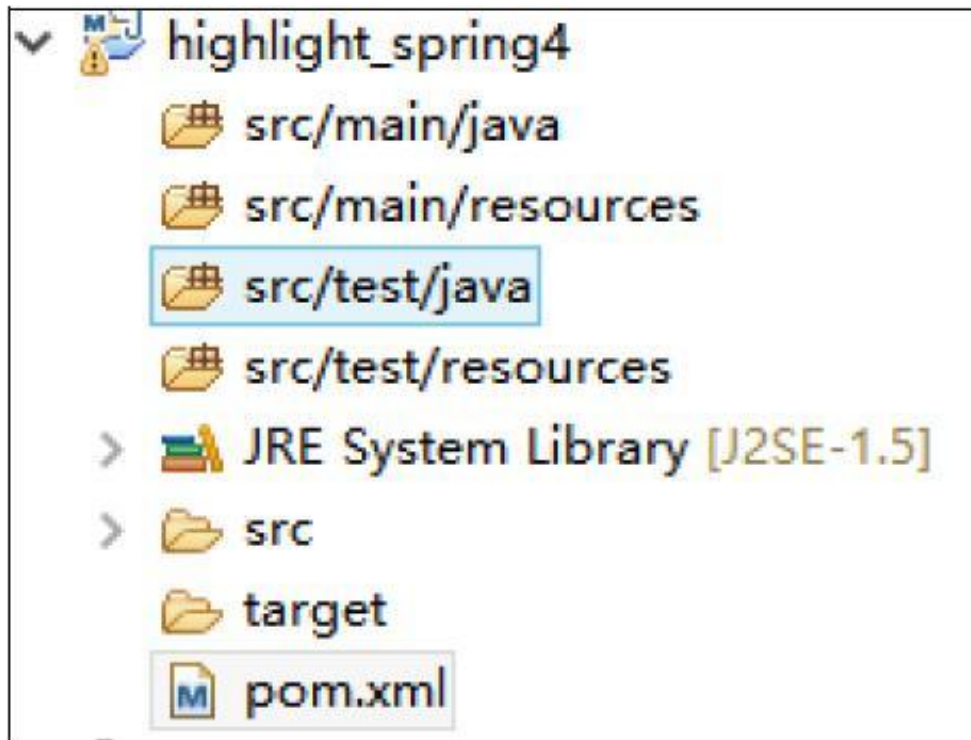 highlight_spring4
src/main/java
src/main/resources
src/test/java
src/test/resources
JRE System Library [J2SE-1.5]
src
target
pom.xml